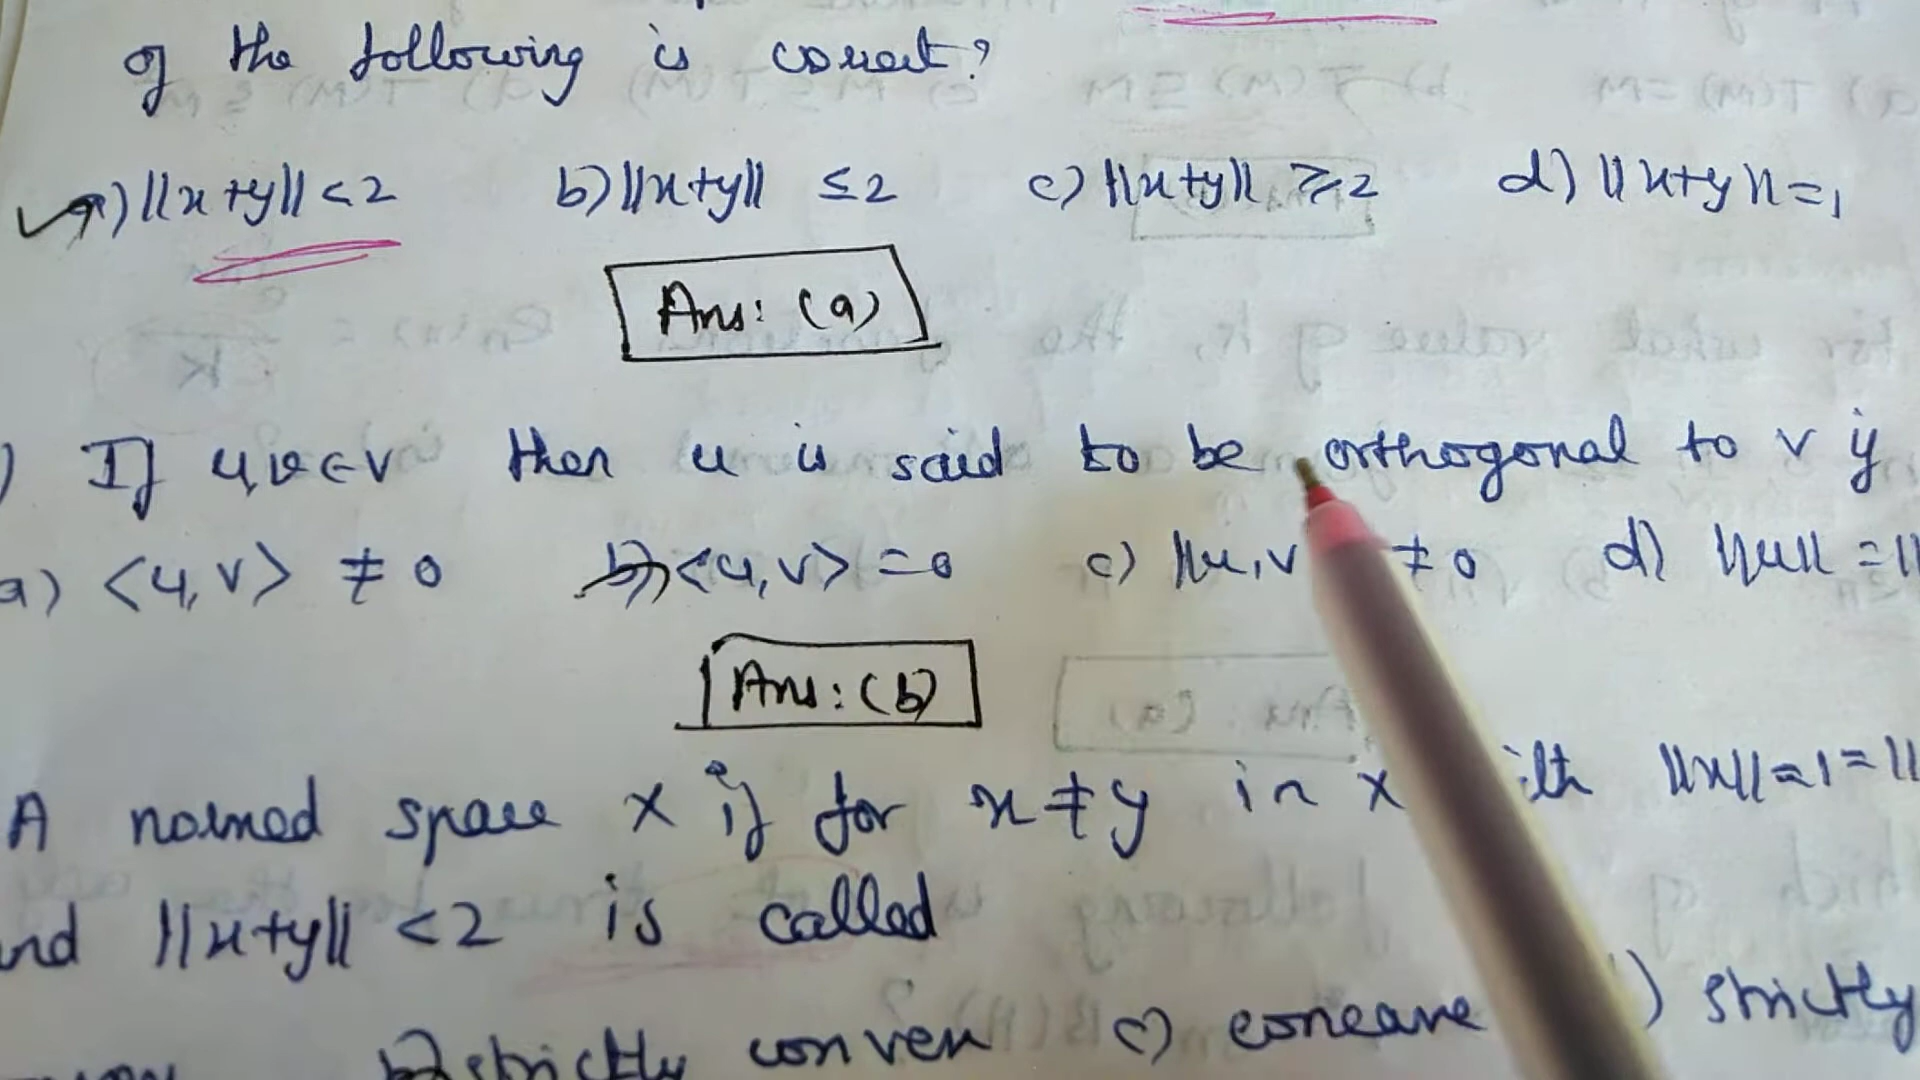 of the following is correct?
a) ||x+y|| < 2 b) ||x+y|| ≤ 2 c) ||x+y|| ≥ 2 d) ||x+y|| = 1
Ans: (a)
) If u, v ∈ V then u is said to be orthogonal to v if
a) <u, v> ≠ 0 b) <u, v> = 0 c) ||u, v ≠ 0 d) ||u|| = ||
Ans: (b)
A normed space X if for x ≠ y in X ith ||x|| = 1 = ||
nd ||x+y|| < 2 is called
b) strictly convex c) concave ) strictly